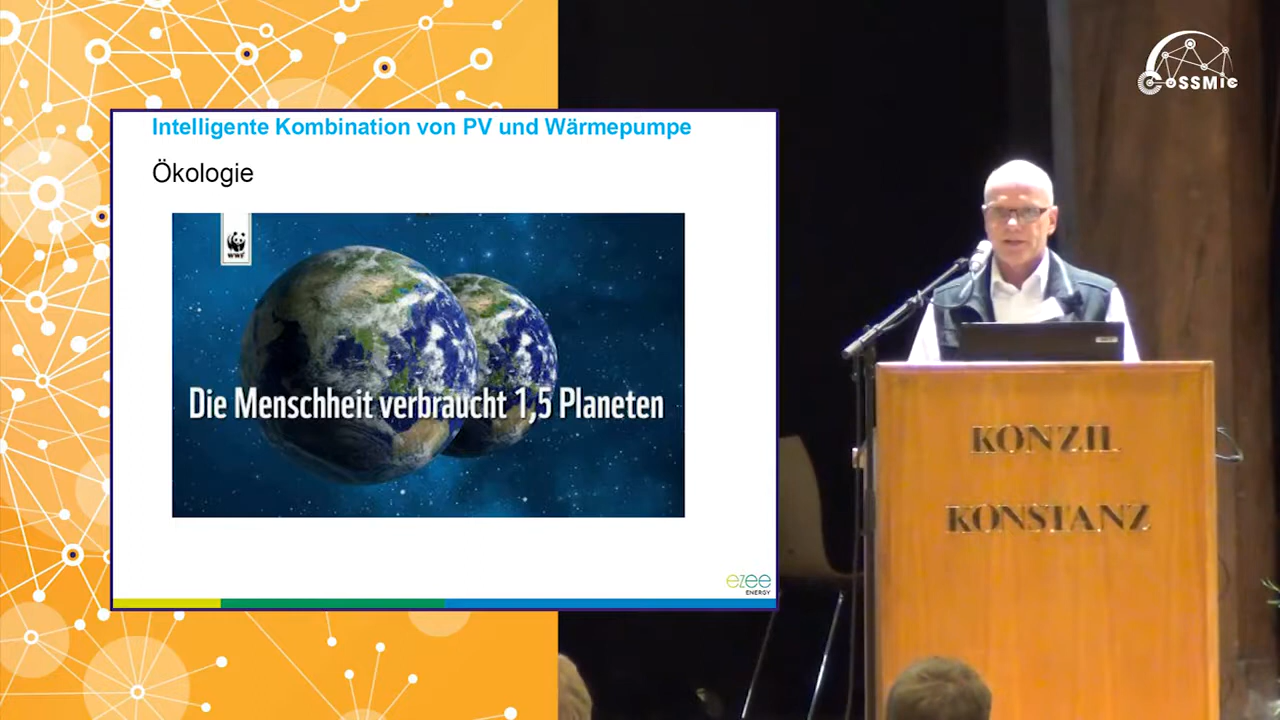 Intelligente Kombination von PV und Wärmepumpe
Ökologie
WWF
Die Menschheit verbraucht 1,5 Planeten
ezee
ENERGY
CoSSMic
KONZIL
KONSTANZ